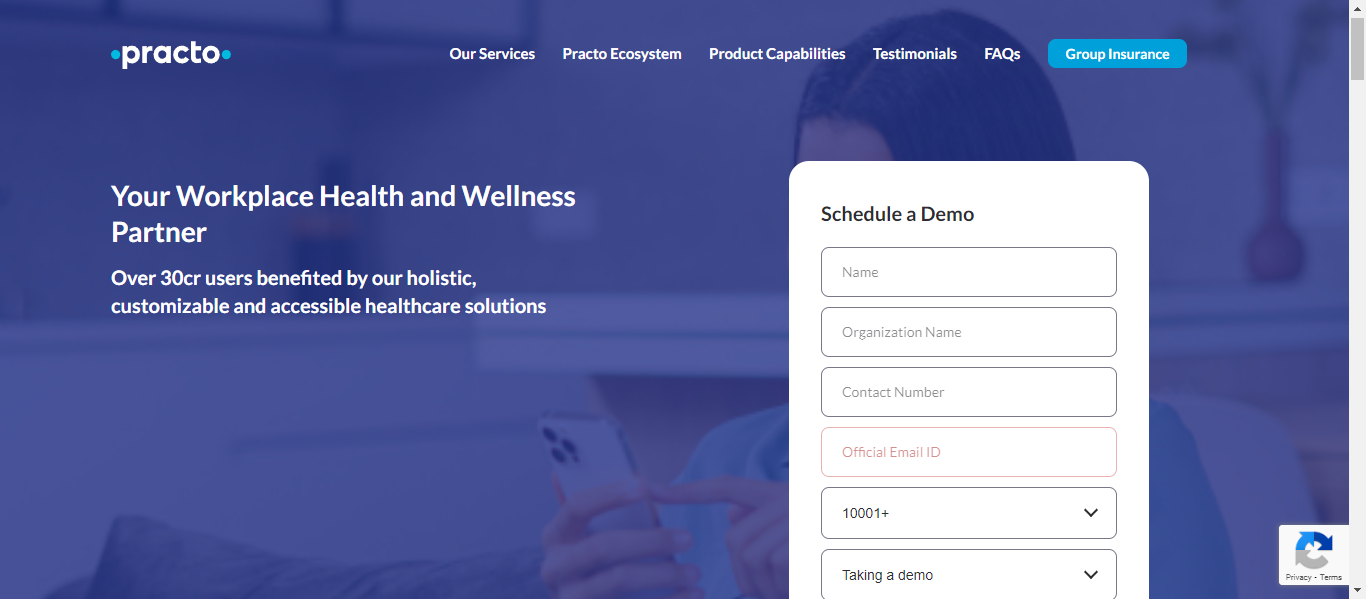 practo
Our Services
Practo Ecosystem
Product Capabilities
Testimonials
FAQs
Group Insurance
Your Workplace Health and Wellness
Partner
Over 30cr users benefited by our holistic,
customizable and accessible healthcare solutions
Schedule a Demo
Name
Organization Name
Contact Number
Official Email ID
10001+
Taking a demo
Privacy - Terms